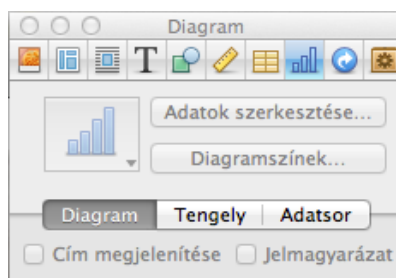 Diagram
T
Adatok szerkesztése...
Diagramszínek...
Diagram Tengely Adatsor
Cím megjelenítése Jelmagyarázat